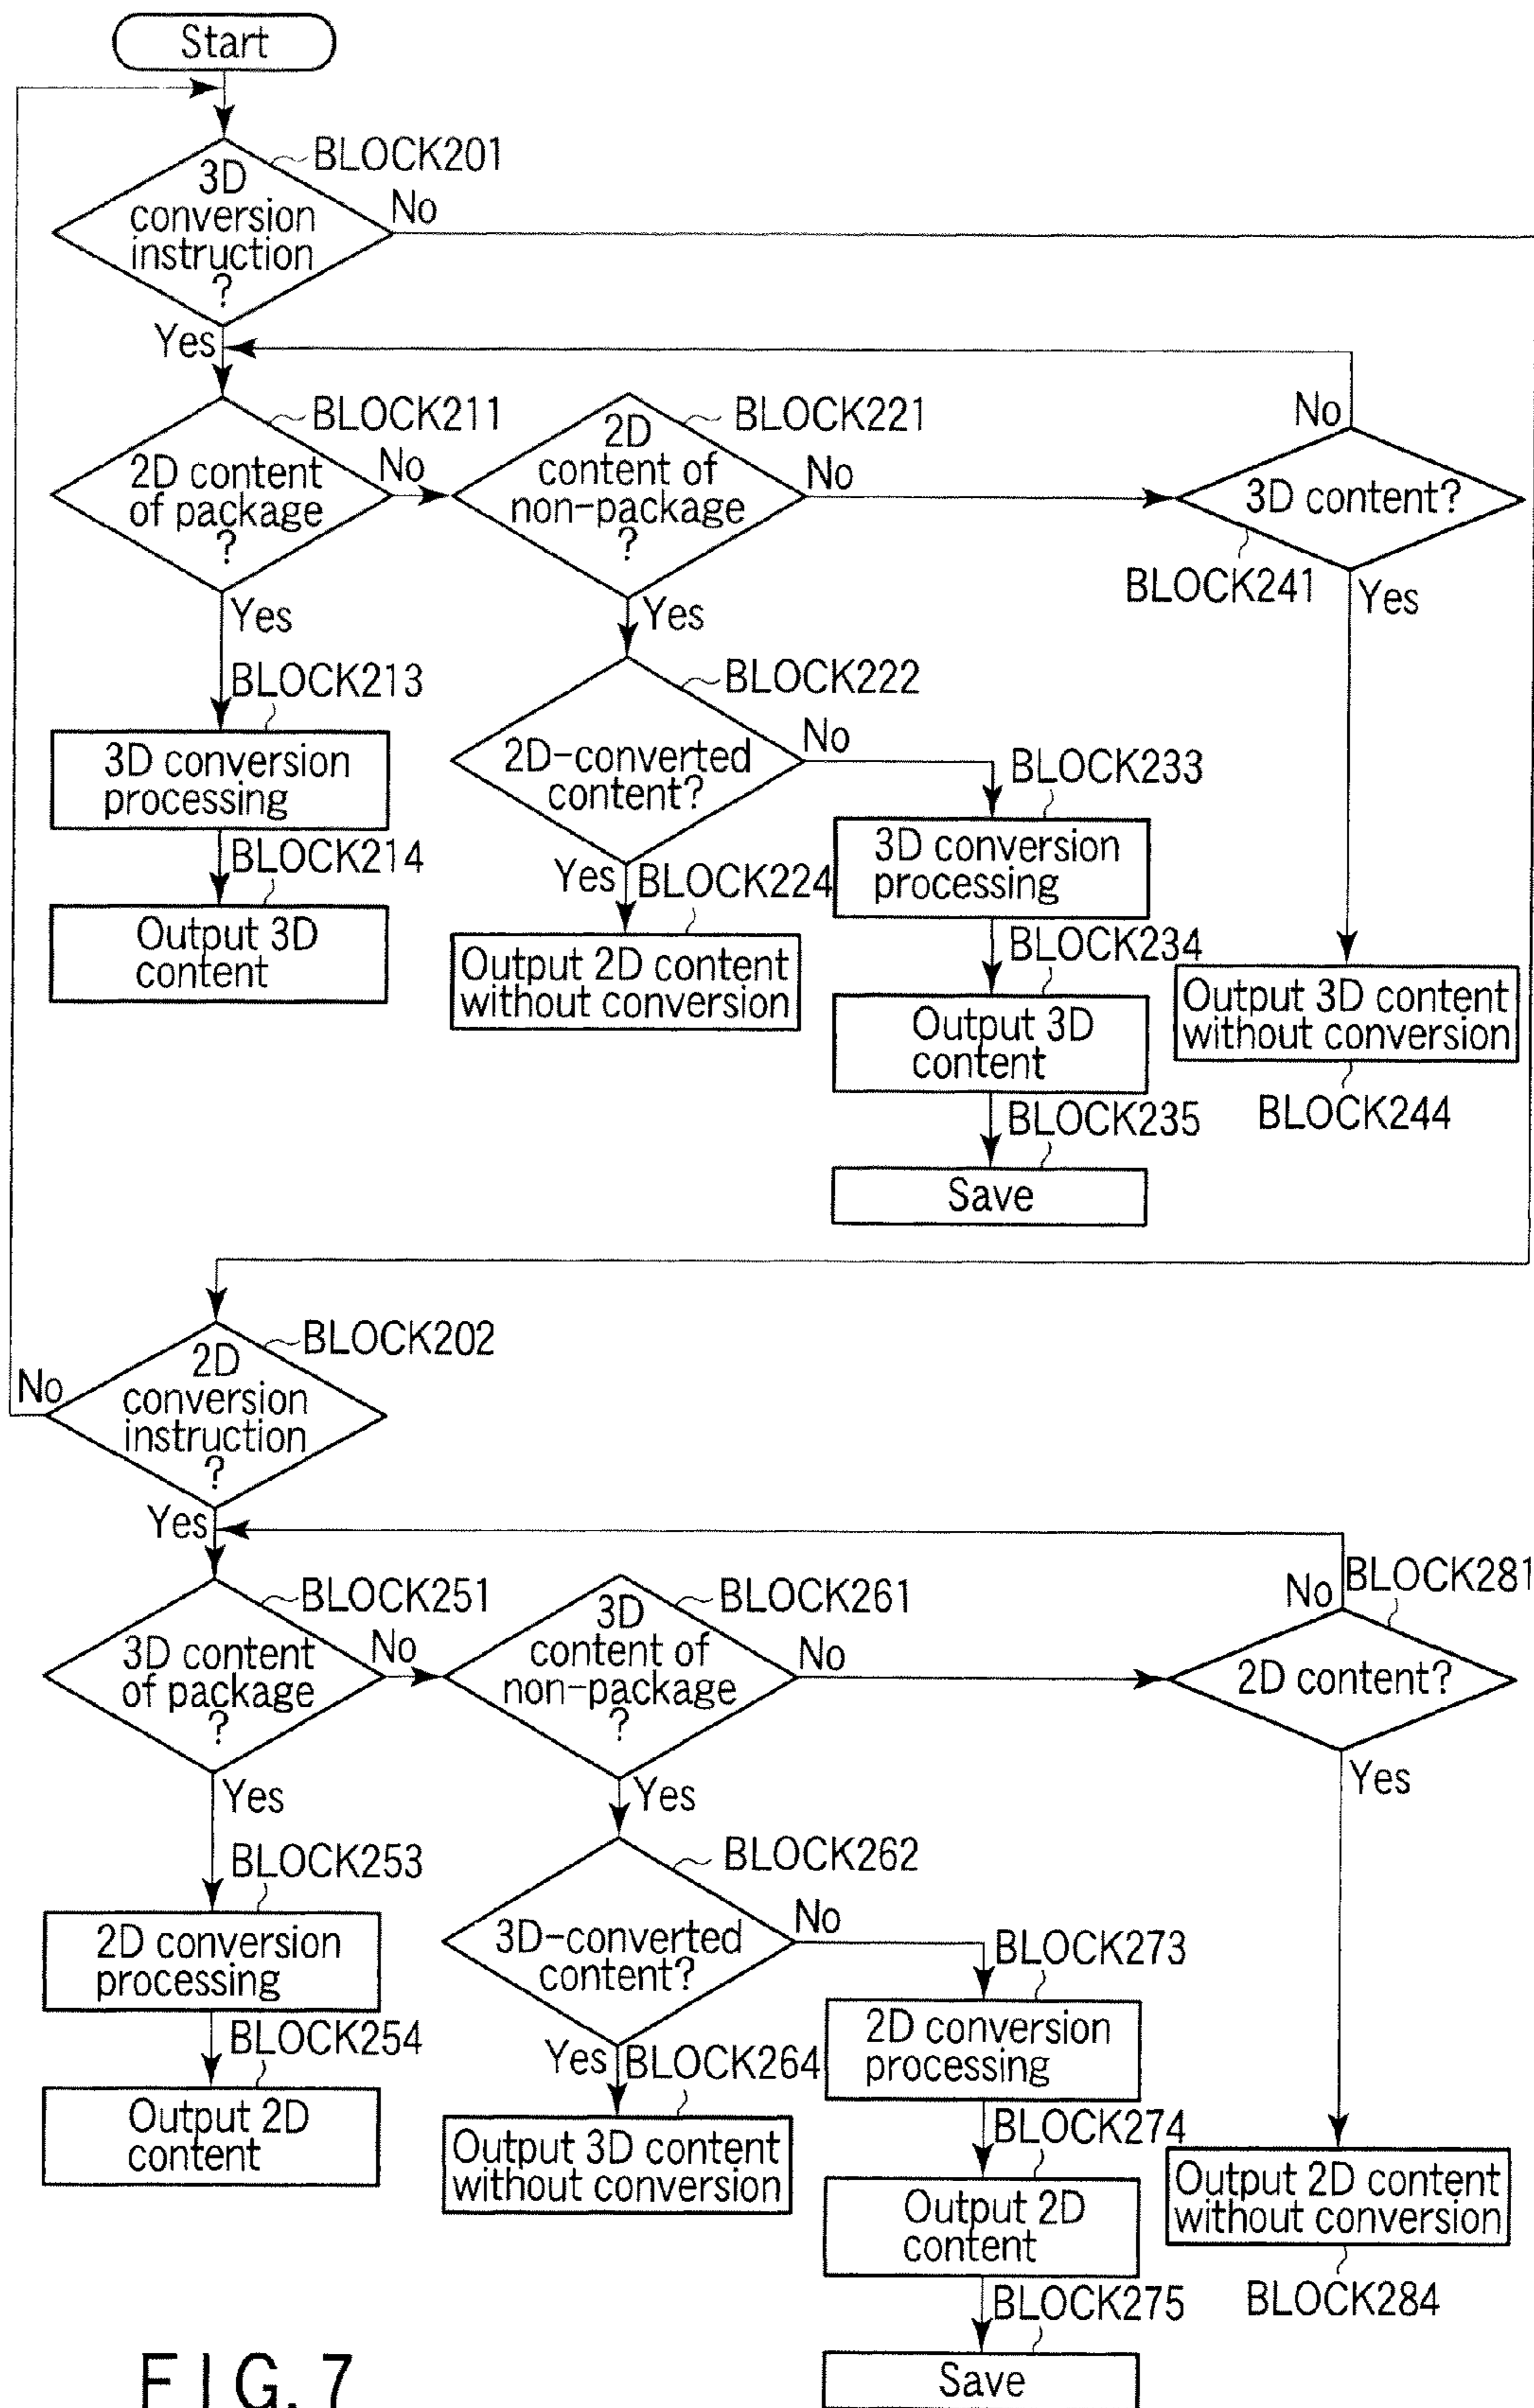 Start
BLOCK201
3D
conversion
instruction
?
No
Yes
BLOCK211
2D content
of package
?
No
BLOCK221
2D
content of
non-package
?
No
No
3D content?
BLOCK241
Yes
Yes
Yes
BLOCK213
3D conversion
processing
BLOCK214
Output 3D
content
BLOCK222
2D-converted
content?
No
Yes
BLOCK224
Output 2D content
without conversion
BLOCK233
3D conversion
processing
BLOCK234
Output 3D
content
BLOCK235
Save
Output 3D content
without conversion
BLOCK244
BLOCK202
2D
conversion
instruction
?
No
Yes
BLOCK251
3D content
of package
?
No
BLOCK261
3D
content of
non-package
?
No
No
BLOCK281
2D content?
Yes
Yes
Yes
BLOCK253
2D conversion
processing
BLOCK254
Output 2D
content
BLOCK262
3D-converted
content?
No
Yes
BLOCK264
Output 3D content
without conversion
BLOCK273
2D conversion
processing
BLOCK274
Output 2D
content
BLOCK275
Save
Output 2D content
without conversion
BLOCK284
FIG. 7